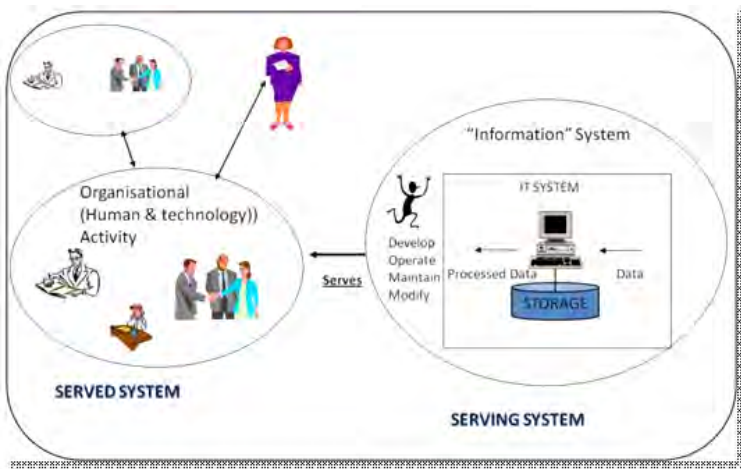 "Information" System
IT SYSTEM
Organisational
(Human & technology))
Activity
Develop
Operate
Maintain
Modify
Serves
Processed Data
Data
STORAGE
SERVED SYSTEM
SERVING SYSTEM